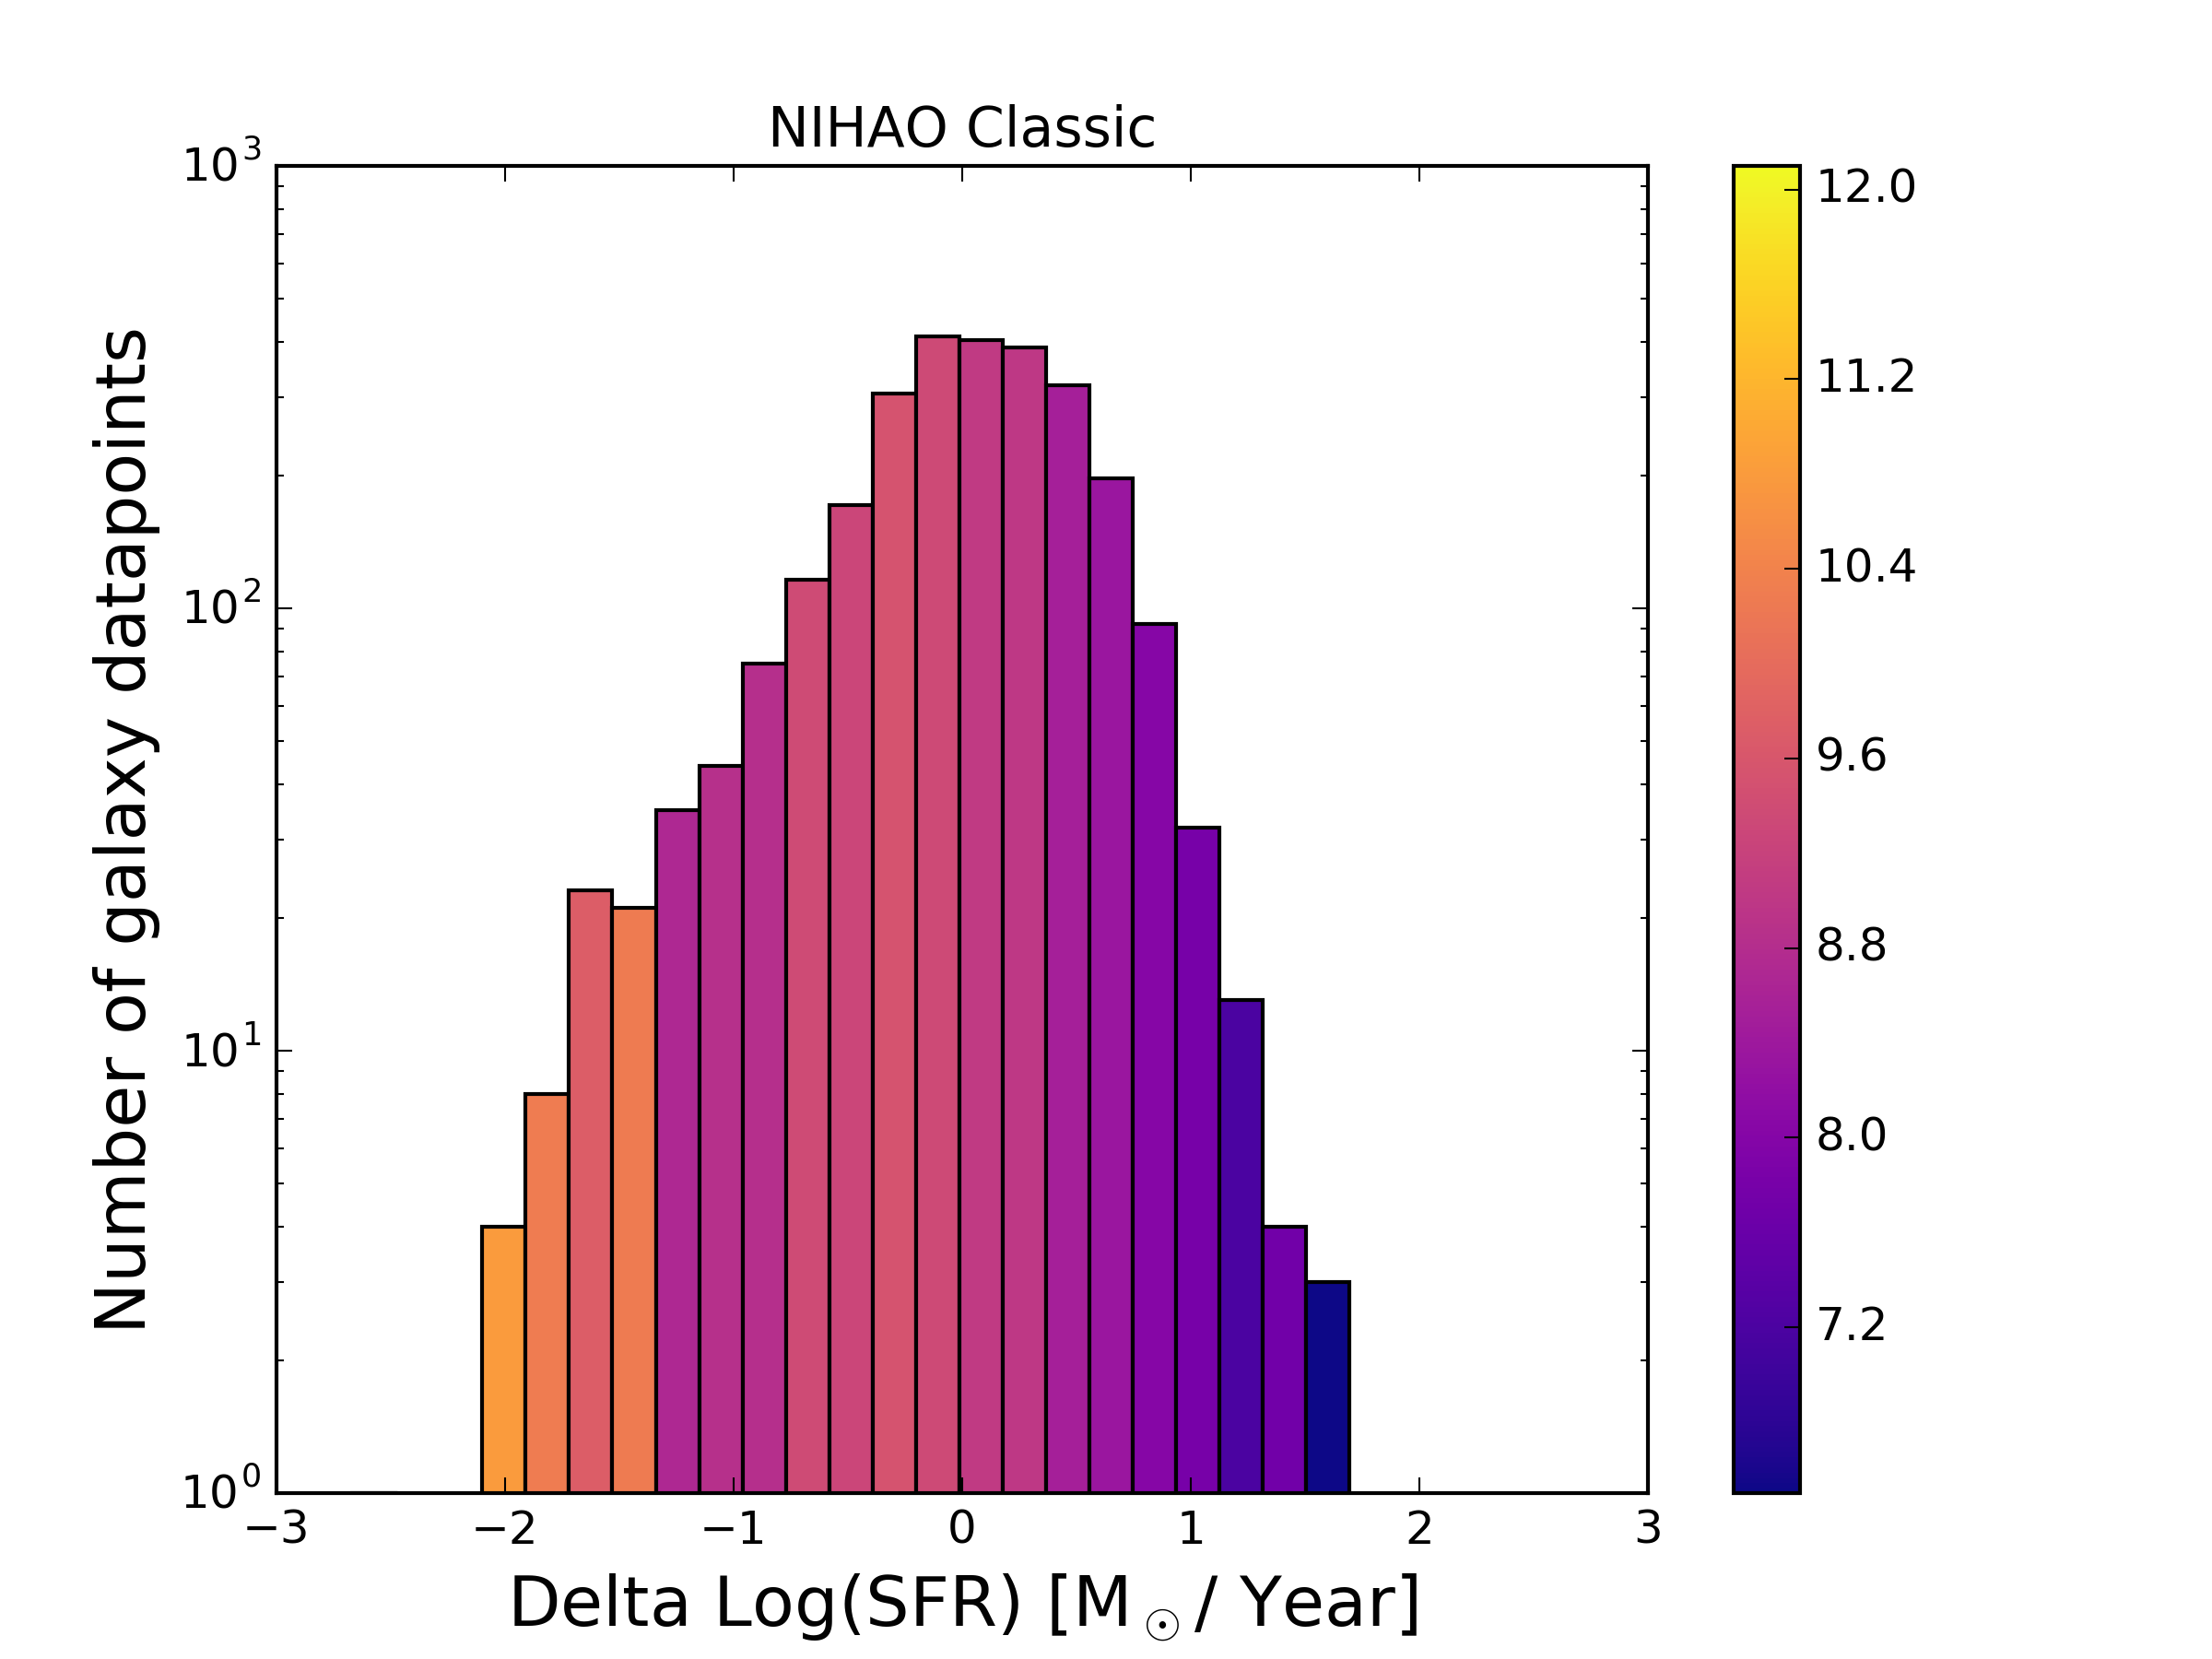 NIHAO Classic
10^3
10^2
10^1
10^0
Number of galaxy datapoints
−3 −2 −1 0 1 2 3
Delta Log(SFR) [M⊙/ Year]
12.0
11.2
10.4
9.6
8.8
8.0
7.2